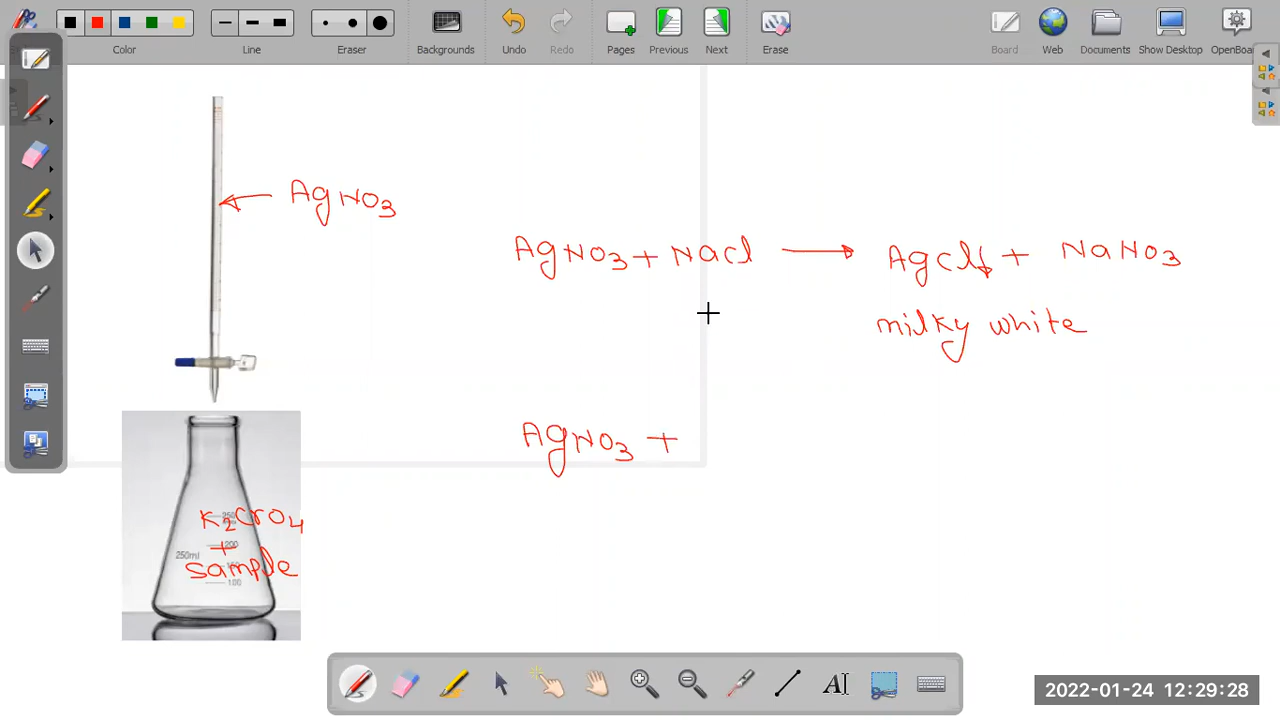 Color
Line
Eraser
Backgrounds
Undo
Redo
Pages
Previous
Next
Erase
Board
Web
Documents
Show Desktop
OpenBoa
AgNO3
AgNO3 + NaCl → AgCl↓ + NaNO3
milky white
AgNO3 +
K2CrO4
+
sample
250ml
200
100
2022-01-24 12:29:28